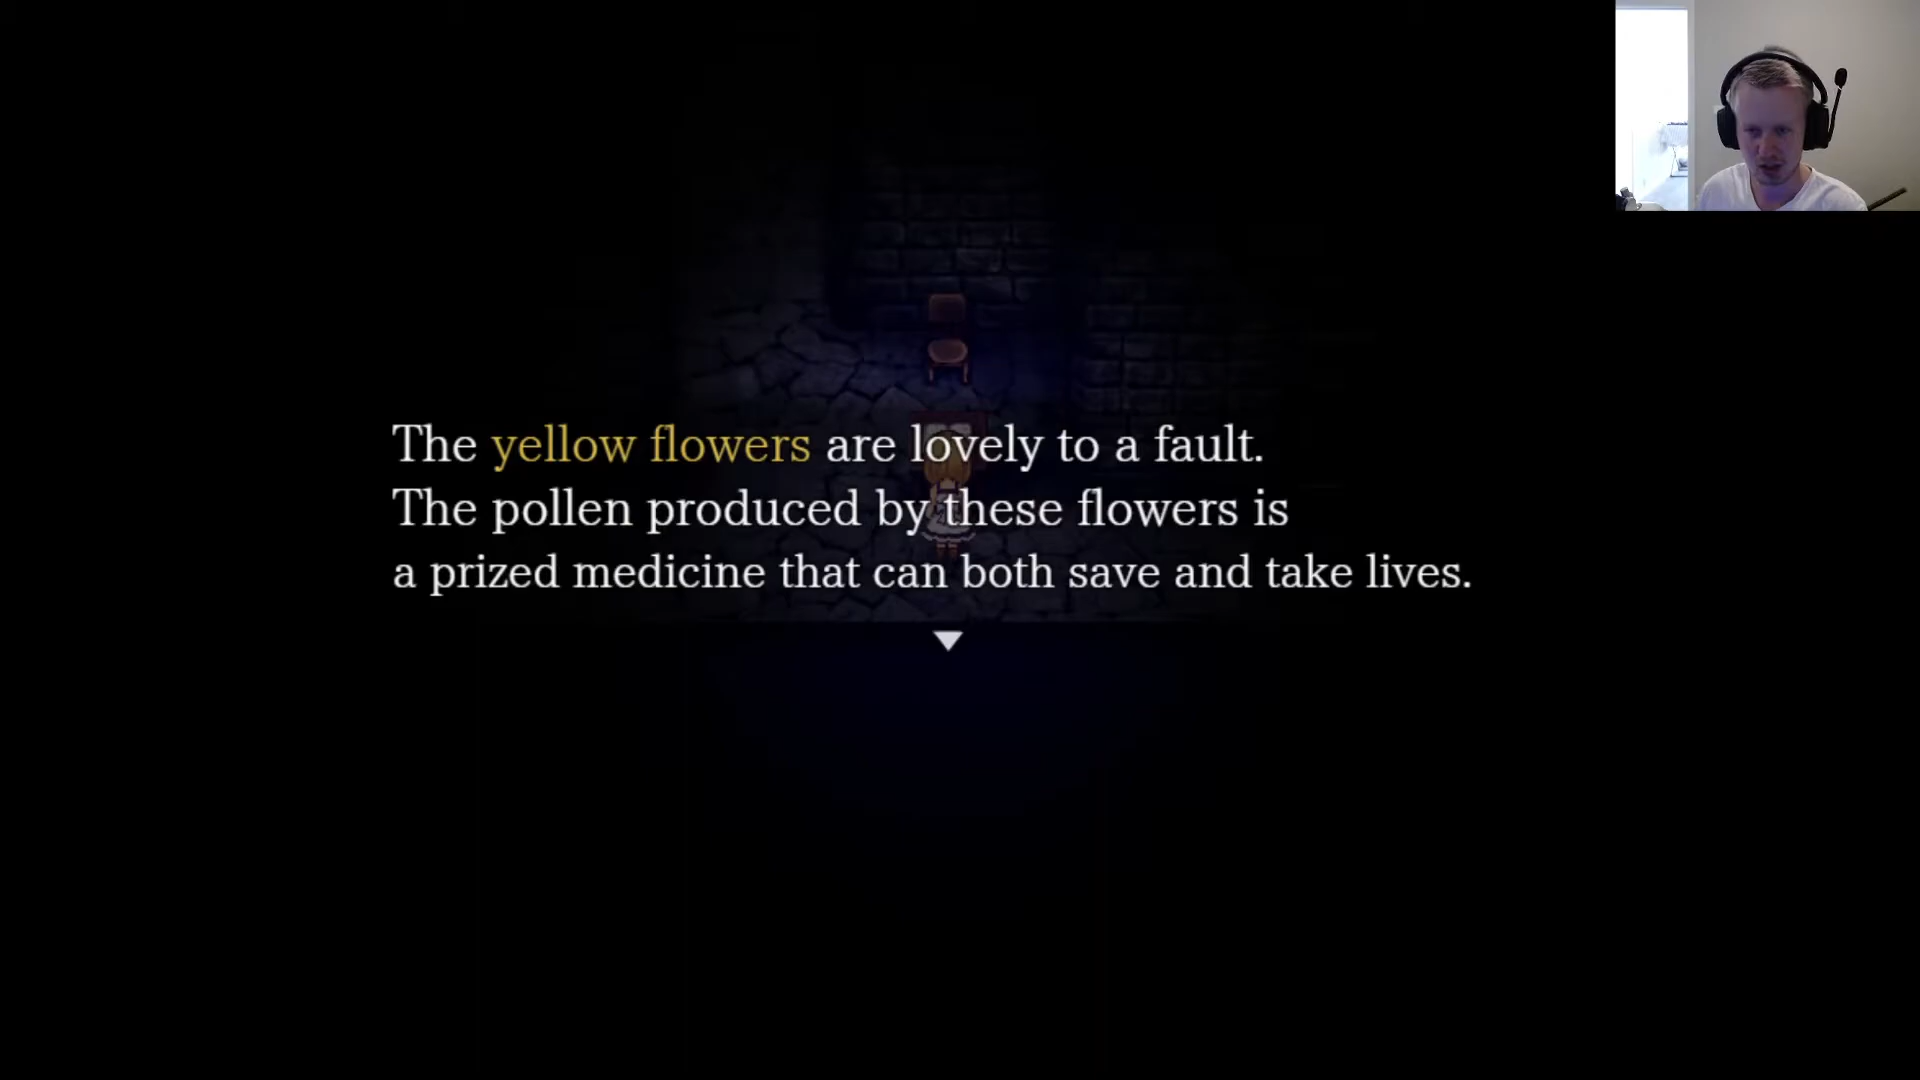 The yellow flowers are lovely to a fault.
The pollen produced by these flowers is
a prized medicine that can both save and take lives.